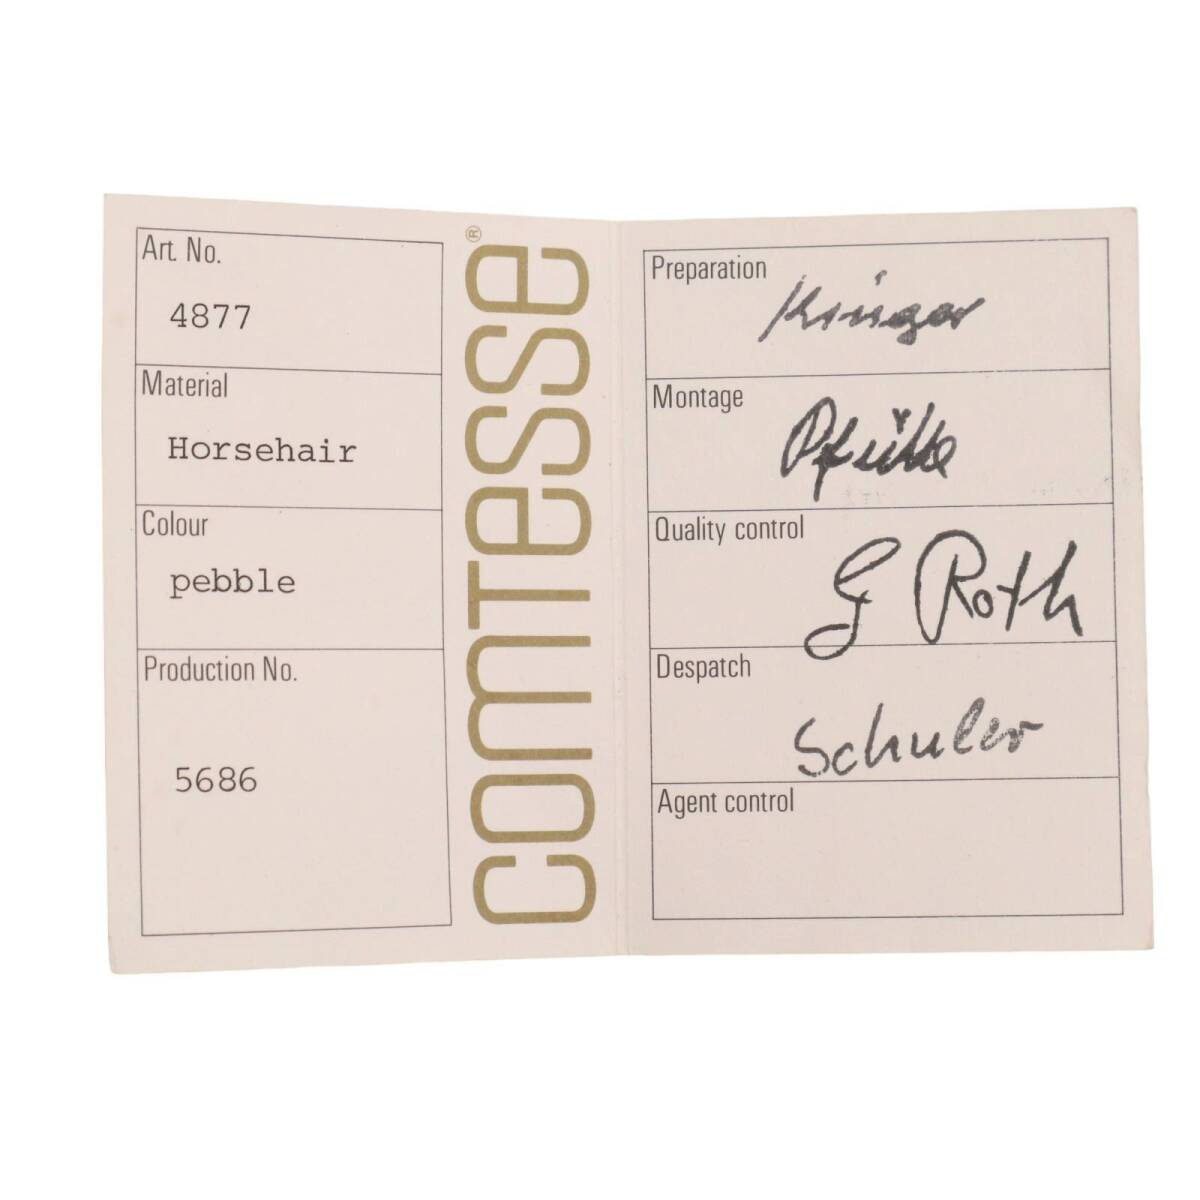 Art. No.
4877
Material
Horsehair
Colour
pebble
Production No.
5686
comtesse®
Preparation
Montage
Quality control
G Roth
Despatch
Schuler
Agent control